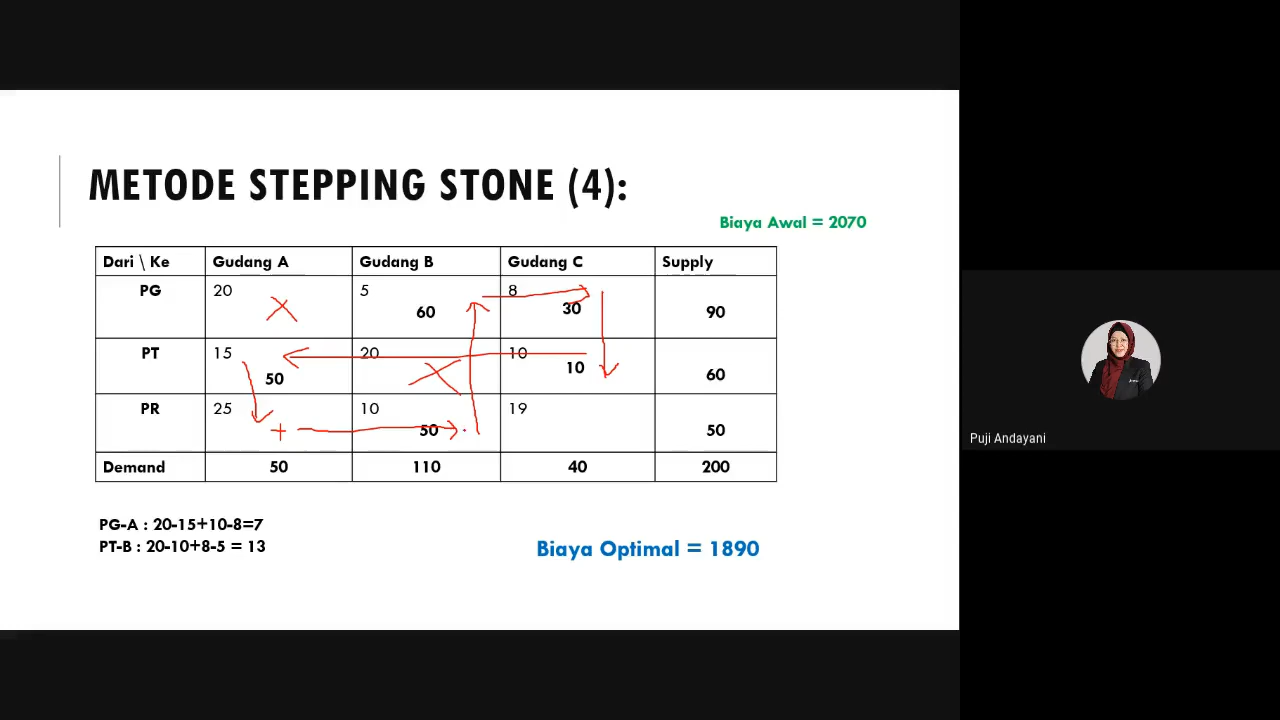 METODE STEPPING STONE (4):
Biaya Awal = 2070
Dari \ Ke Gudang A Gudang B Gudang C Supply
PG 20 5 60 8 30 90
PT 15 50 20 10 10 60
PR 25 10 50 19 50
Demand 50 110 40 200
PG-A : 20-15+10-8=7
PT-B : 20-10+8-5 = 13
Biaya Optimal = 1890
Puji Andayani